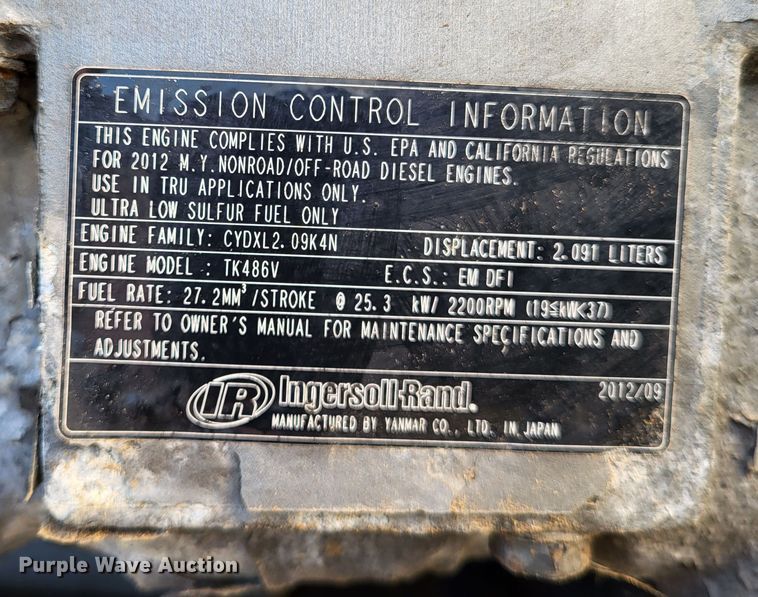 EMISSION CONTROL INFORMATION
THIS ENGINE COMPLIES WITH U.S. EPA AND CALIFORNIA REGULATIONS
FOR 2012 M.Y.NONROAD/OFF-ROAD DIESEL ENGINES.
USE IN TRU APPLICATIONS ONLY.
ULTRA LOW SULFUR FUEL ONLY
ENGINE FAMILY: CYDXL2.09K4N DISPLACEMENT: 2.091 LITERS
ENGINE MODEL : TK486V E.C.S.: EM DFI
FUEL RATE: 27.2MM³/STROKE @ 25.3 kW/ 2200RPM (19≦kW<37)
REFER TO OWNER'S MANUAL FOR MAINTENANCE SPECIFICATIONS AND
ADJUSTMENTS.
IR Ingersoll-Rand. 2012/09
MANUFACTURED BY YANMAR CO., LTD. IN JAPAN
Purple Wave Auction